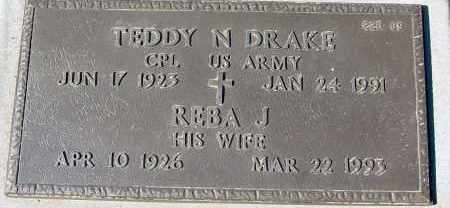 TEDDY N DRAKE
CPL US ARMY
JUN 17 1923 JAN 24 1991
REBA J
HIS WIFE
APR 10 1926 MAR 22 1993